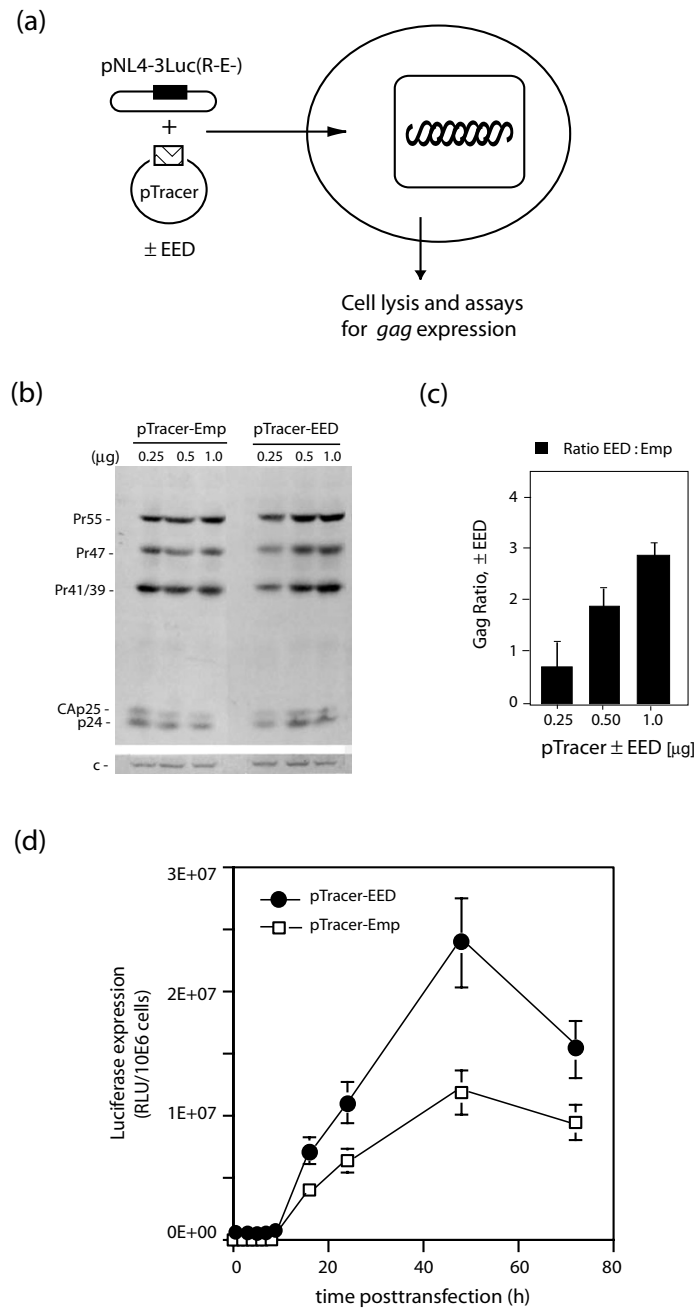 (a)
pNL4-3Luc(R-E-)
+
pTracer
± EED
Cell lysis and assays
for gag expression
(b)
pTracer-Emp pTracer-EED
(µg) 0.25 0.5 1.0 0.25 0.5 1.0
Pr55 -
Pr47 -
Pr41/39 -
CAp25 -
p24 -
c -
(c)
Ratio EED : Emp
Gag Ratio, ± EED
4
3
2
1
0
0.25 0.50 1.0
pTracer ± EED [µg]
(d)
pTracer-EED
pTracer-Emp
Luciferase expression
(RLU/10E6 cells)
3E+07
2E+07
1E+07
0E+00
0 20 40 60 80
time posttransfection (h)